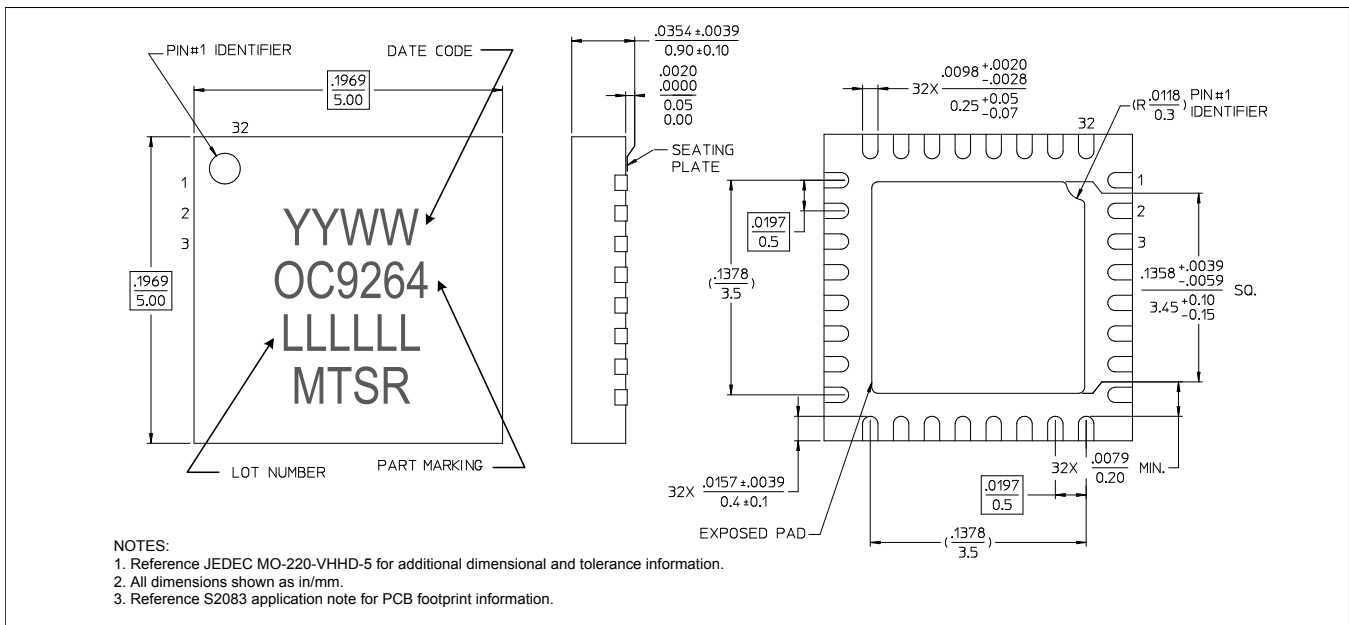 PIN#1 IDENTIFIER
DATE CODE
.1969
5.00
32
.1969
5.00
1
2
3
YYWW
OC9264
LLLLLL
MTSR
LOT NUMBER
PART MARKING
.0354 ±.0039
0.90 ±0.10
.0020
.0000
0.05
0.00
SEATING
PLATE
32X .0098 +.0020 -.0028
0.25 +0.05 -0.07
(R .0118 / 0.3) PIN#1
IDENTIFIER
32
1
2
3
.0197
0.5
(.1378 / 3.5)
.1358 +.0039 -.0059
3.45 +0.10 -0.15 SQ.
32X .0157 ±.0039
0.4 ±0.1
32X .0079 / 0.20 MIN.
.0197
0.5
EXPOSED PAD
(.1378 / 3.5)
NOTES:
1. Reference JEDEC MO-220-VHHD-5 for additional dimensional and tolerance information.
2. All dimensions shown as in/mm.
3. Reference S2083 application note for PCB footprint information.